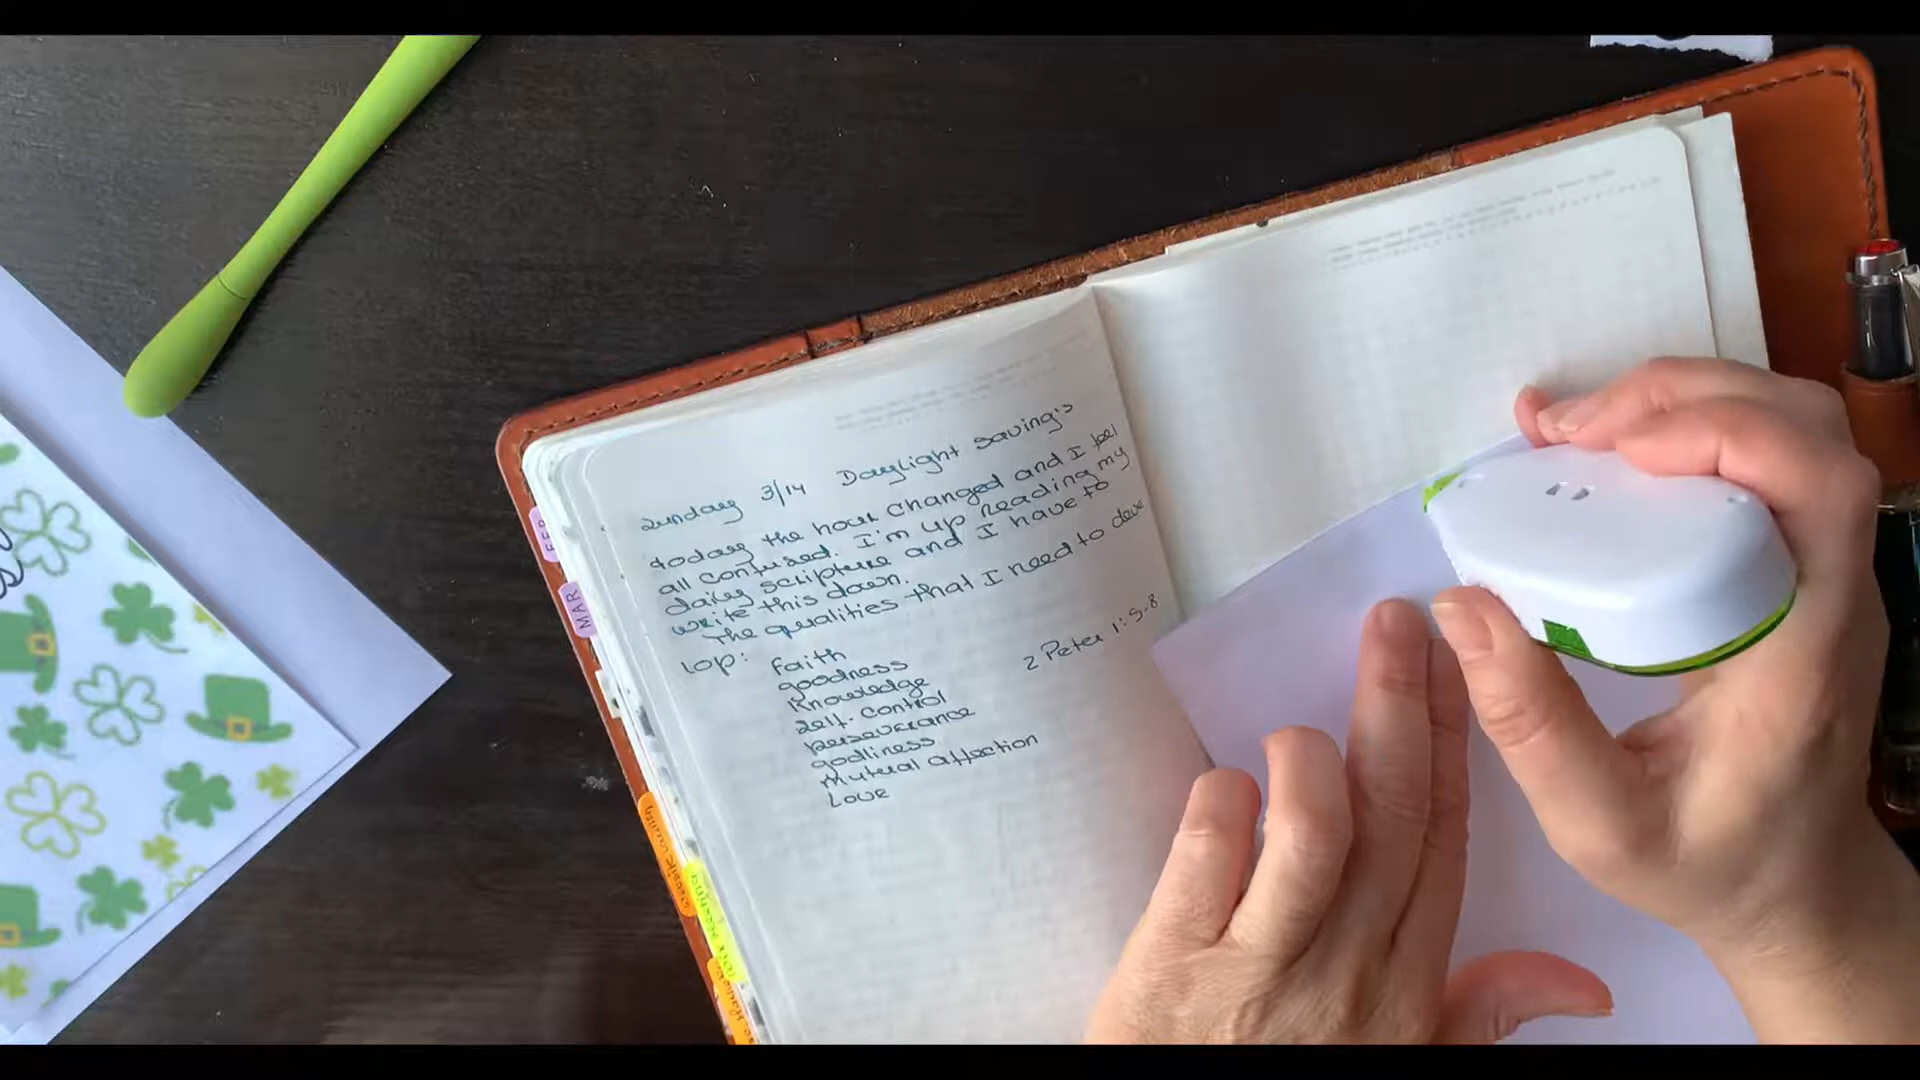 Sunday 3/14 Daylight Saving's
today the hour changed and I feel
all confused. I'm up reading my
daily scripture and I have to
write this down.
The qualities that I need to deve
lop: faith
goodness
Knowledge
Self-Control
perseverance
godliness
Muteral affection
Love
2 Peter 1:5-8
FEB
MAR